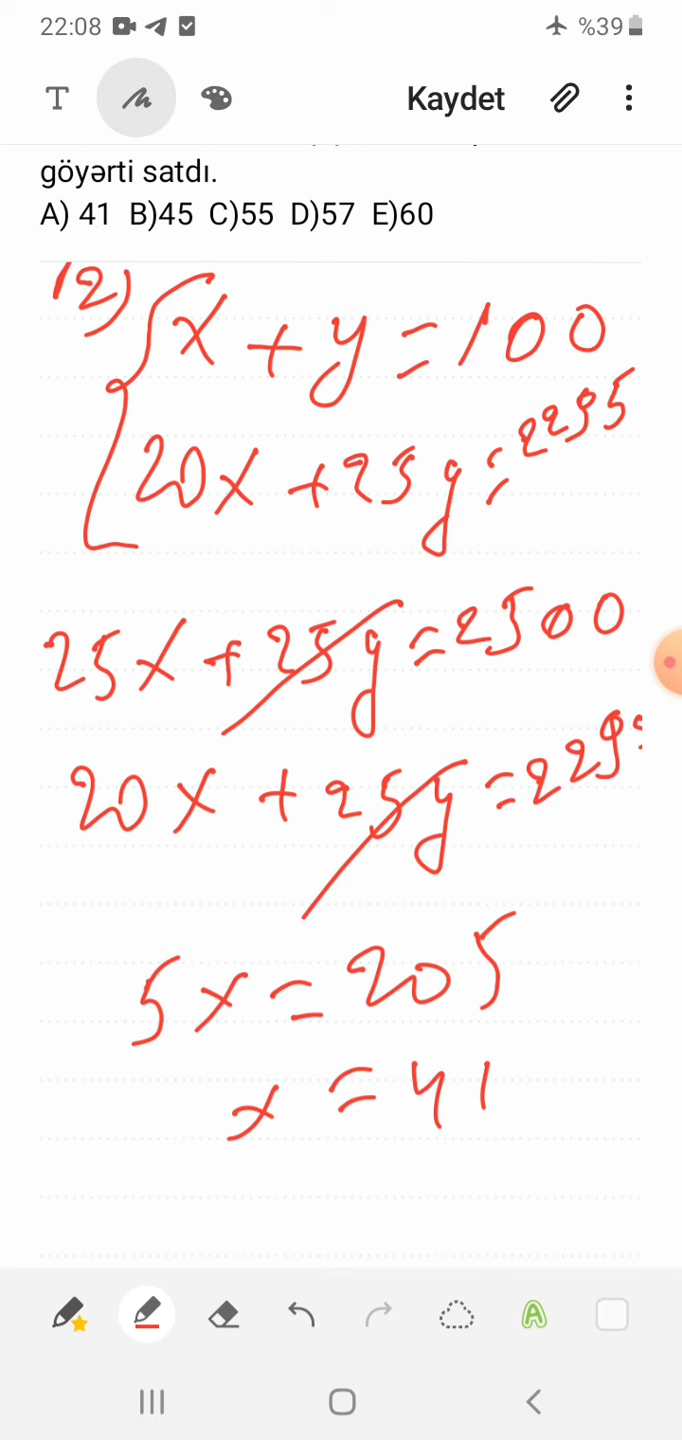 22:08 %39
T Kaydet
göyərti satdı.
A) 41 B)45 C)55 D)57 E)60
12) x + y = 100
20x + 25y = 2295
25x + 25y = 2500
20x + 25y = 229
5x = 205
x = 41
A